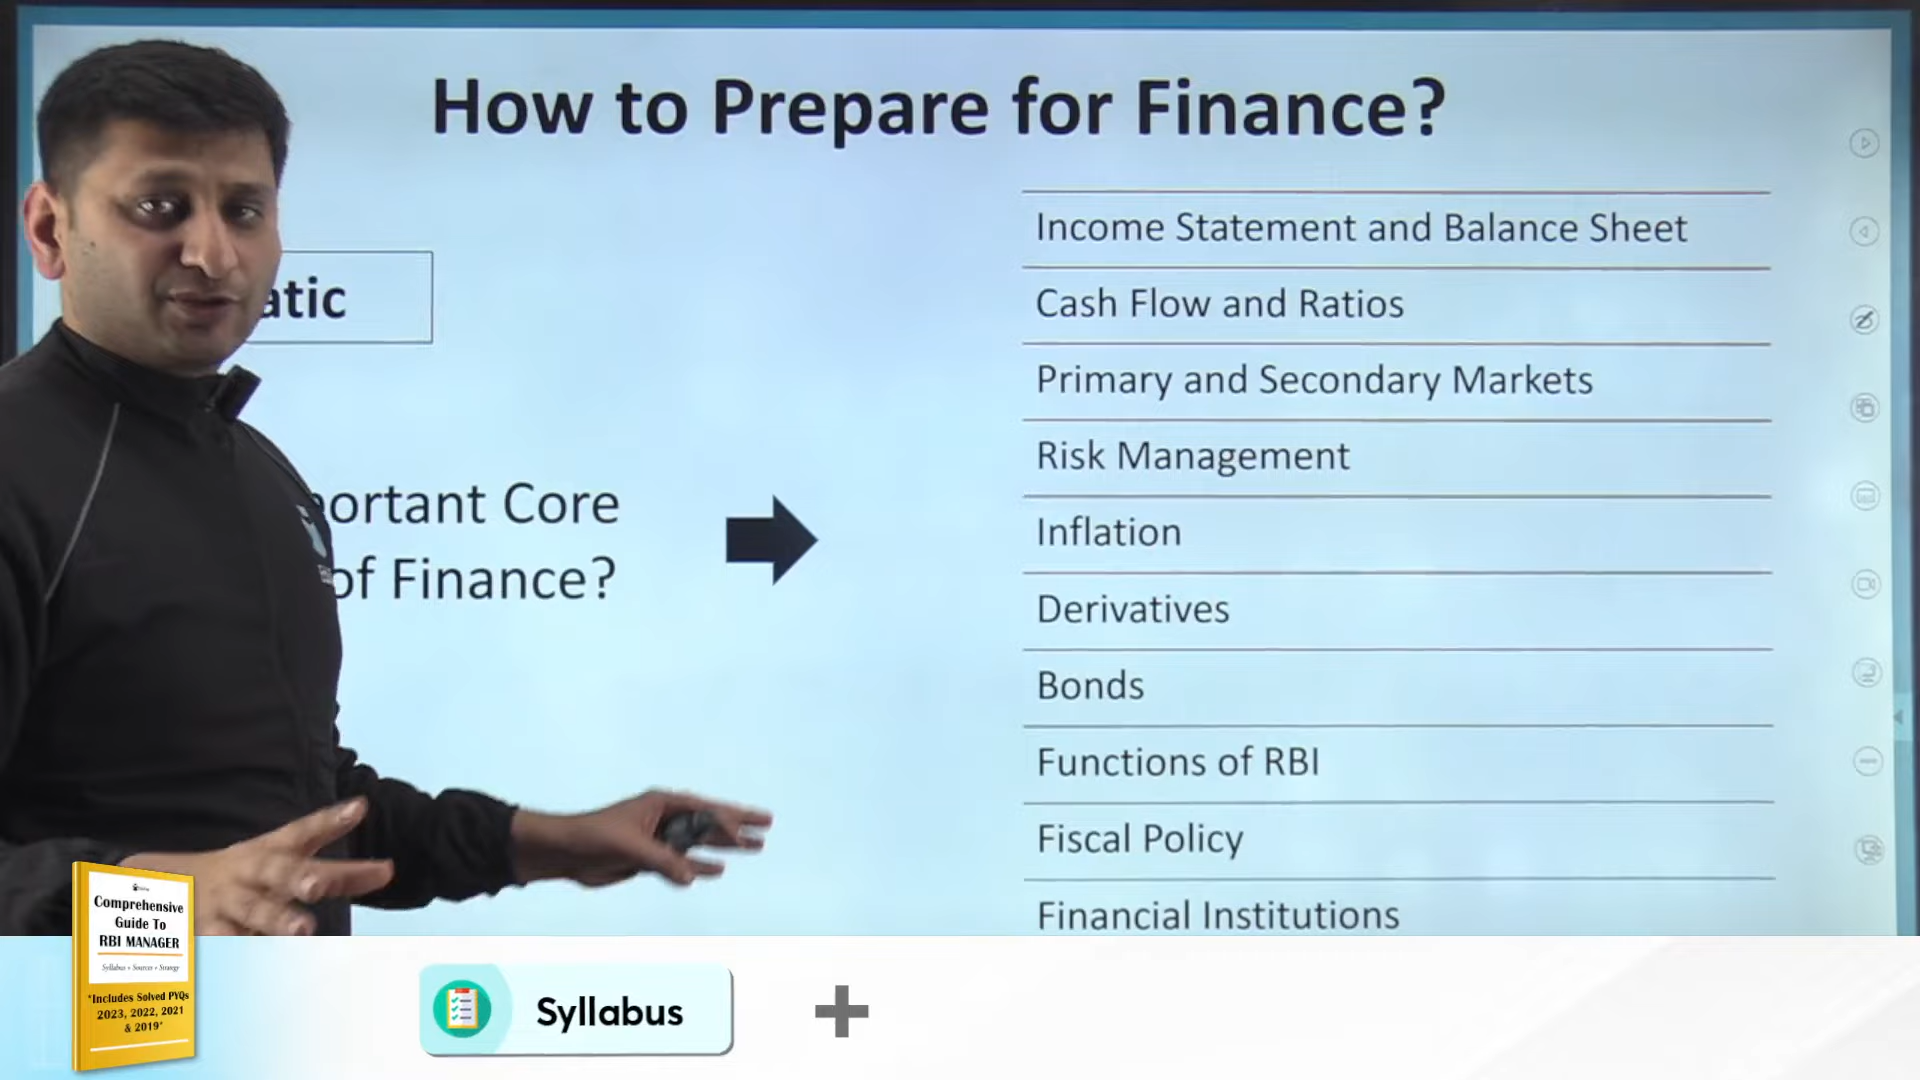 How to Prepare for Finance?
atic
portant Core
of Finance?
Income Statement and Balance Sheet
Cash Flow and Ratios
Primary and Secondary Markets
Risk Management
Inflation
Derivatives
Bonds
Functions of RBI
Fiscal Policy
Financial Institutions
Comprehensive
Guide To
RBI MANAGER
Syllabus + Sources + Strategy
*Includes Solved PYQs
2023, 2022, 2021
& 2019*
Syllabus
+